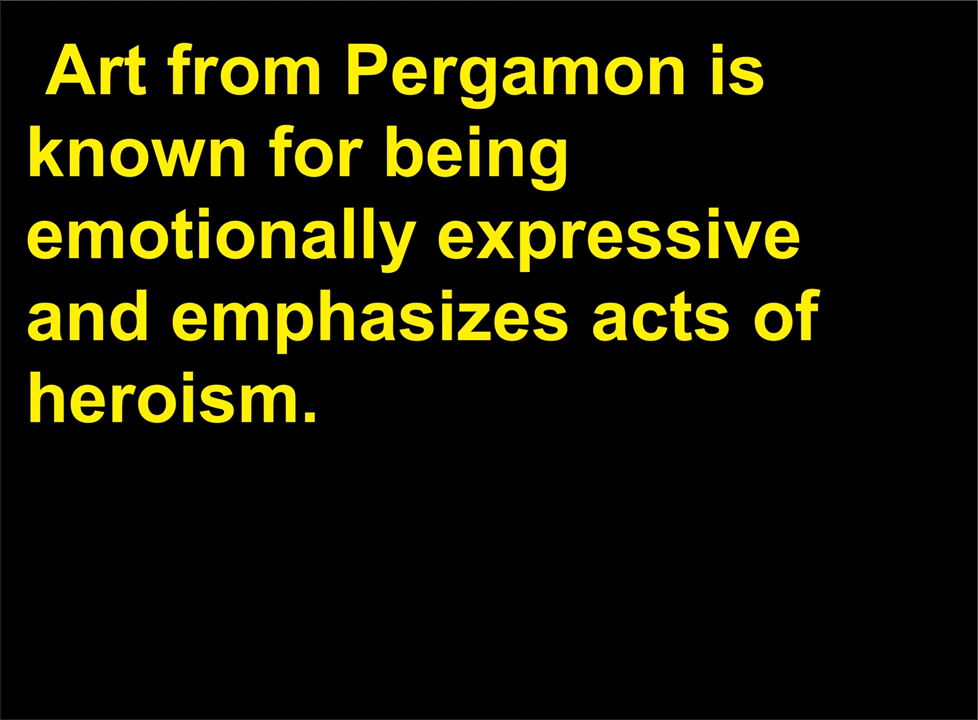 Art from Pergamon is
known for being
emotionally expressive
and emphasizes acts of
heroism.